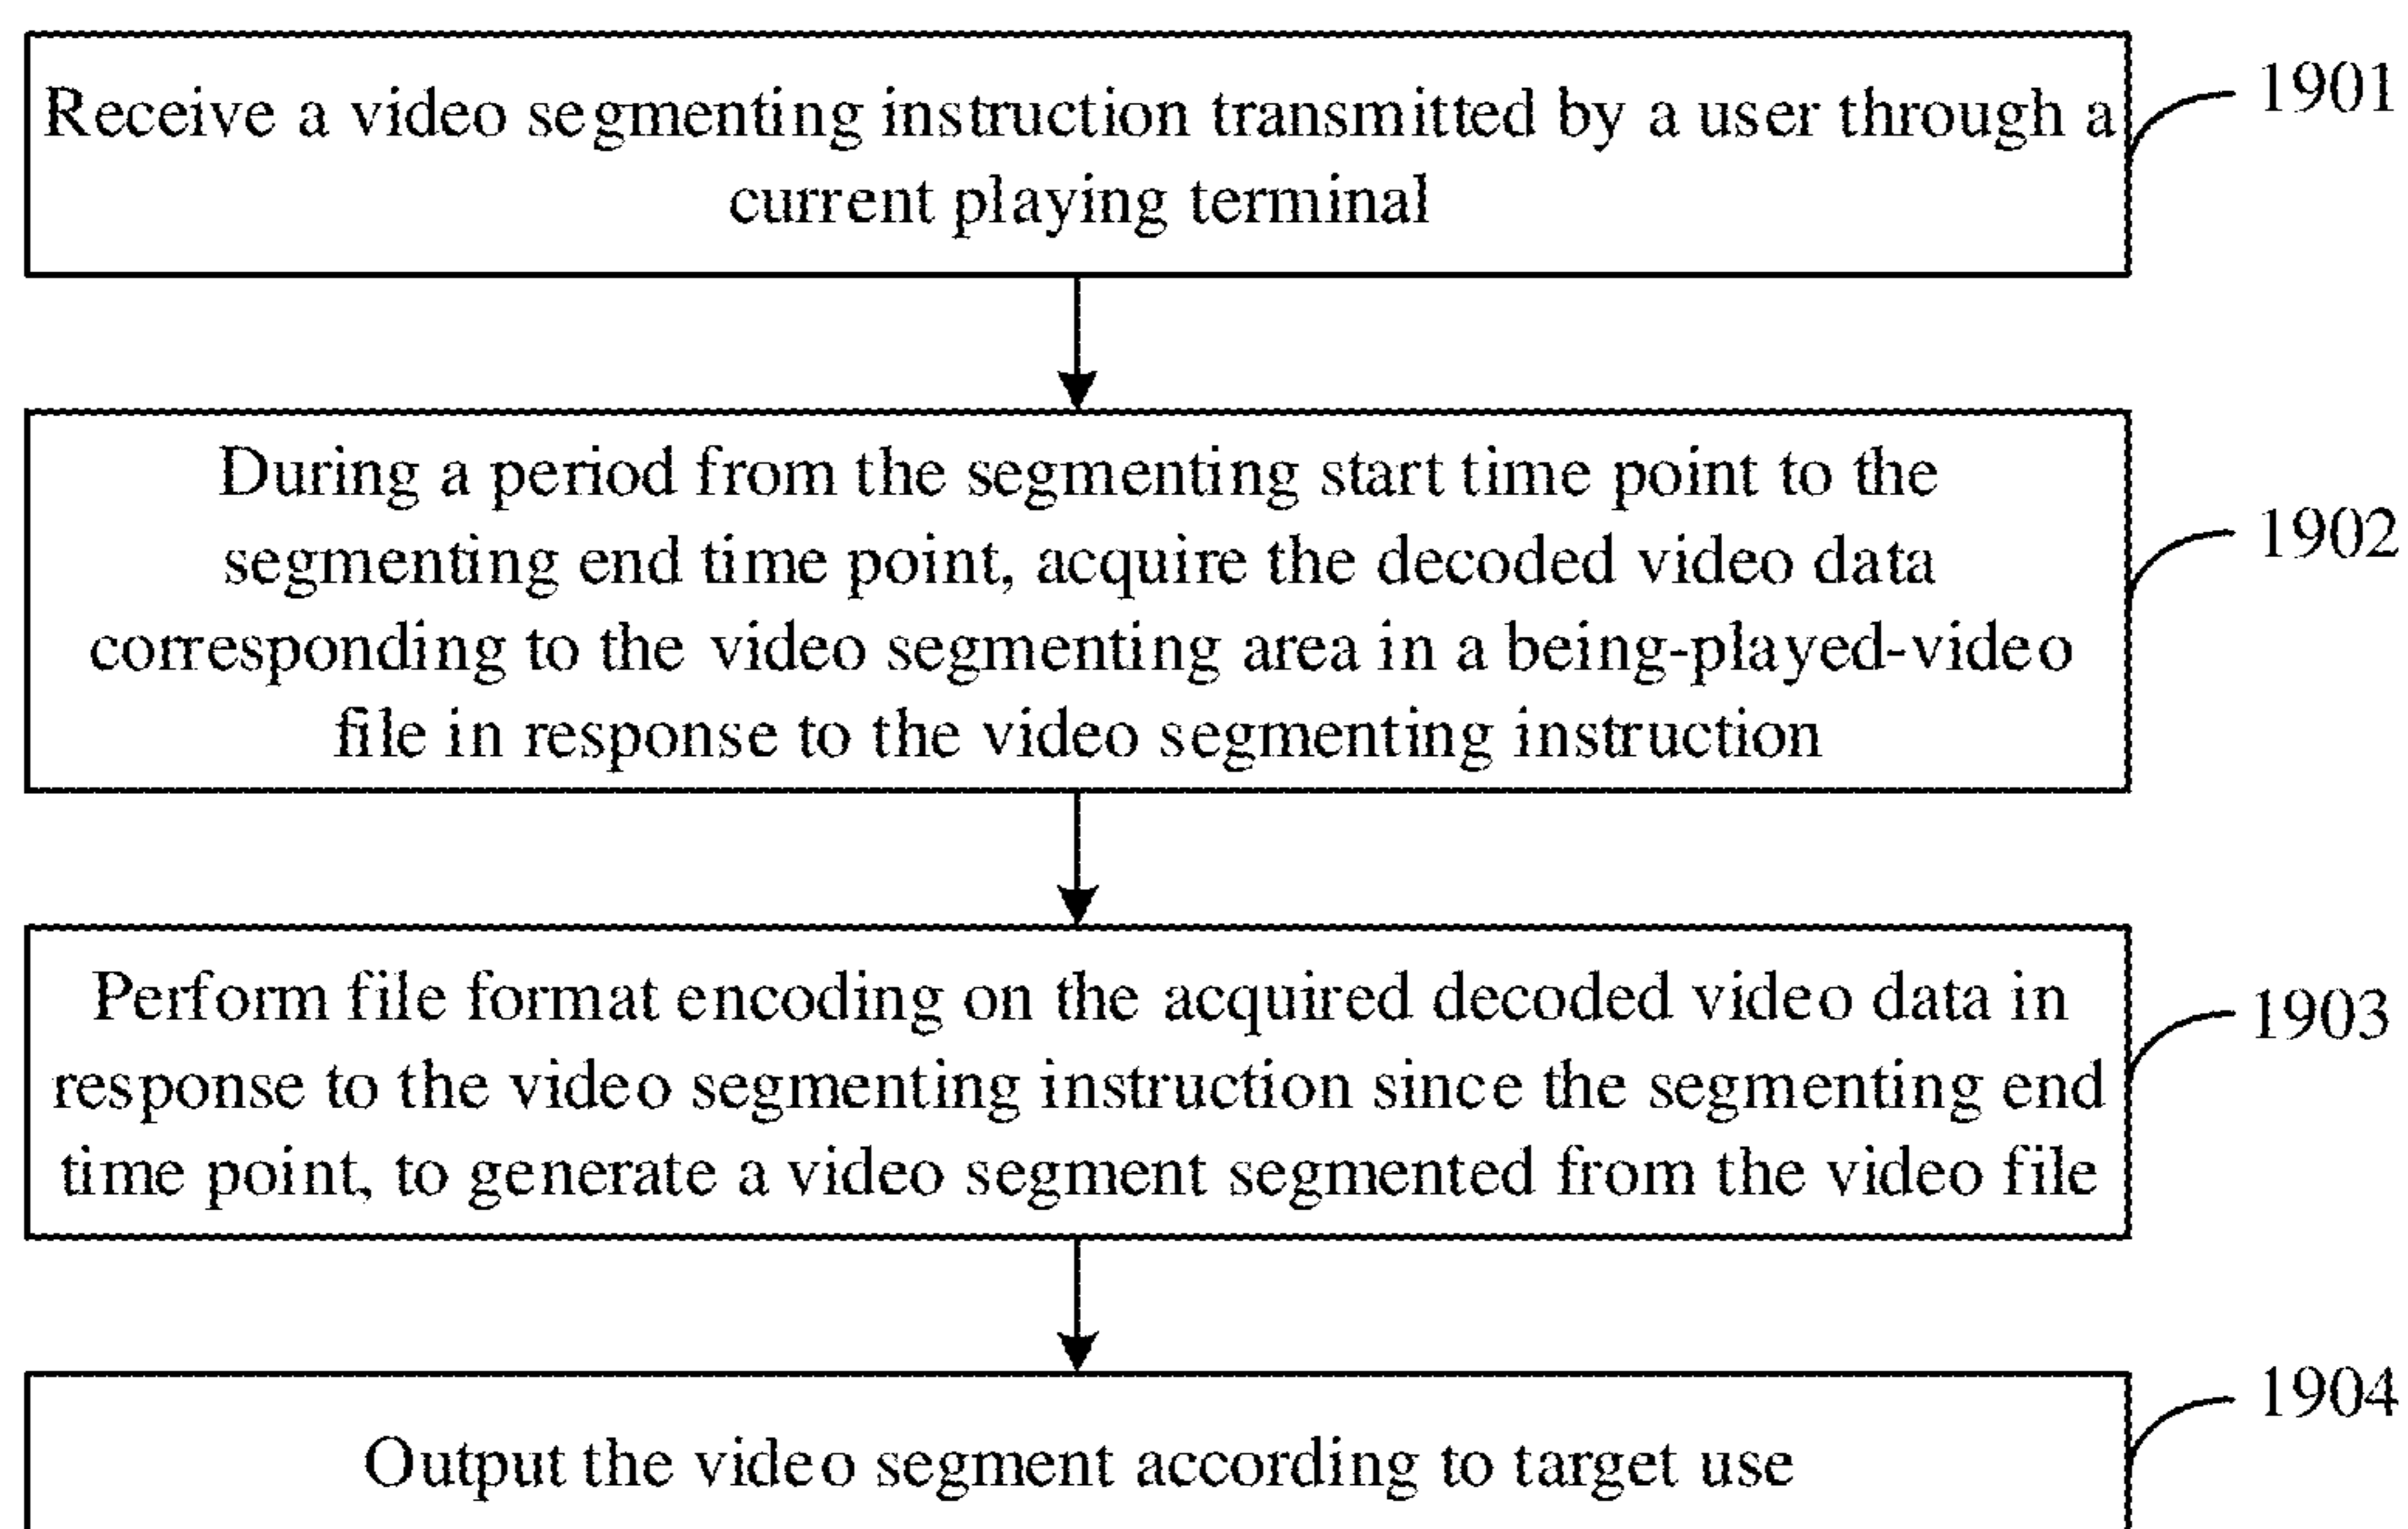 Receive a video segmenting instruction transmitted by a user through a
current playing terminal
1901
During a period from the segmenting start time point to the
segmenting end time point, acquire the decoded video data
corresponding to the video segmenting area in a being-played-video
file in response to the video segmenting instruction
1902
Perform file format encoding on the acquired decoded video data in
response to the video segmenting instruction since the segmenting end
time point, to generate a video segment segmented from the video file
1903
Output the video segment according to target use
1904